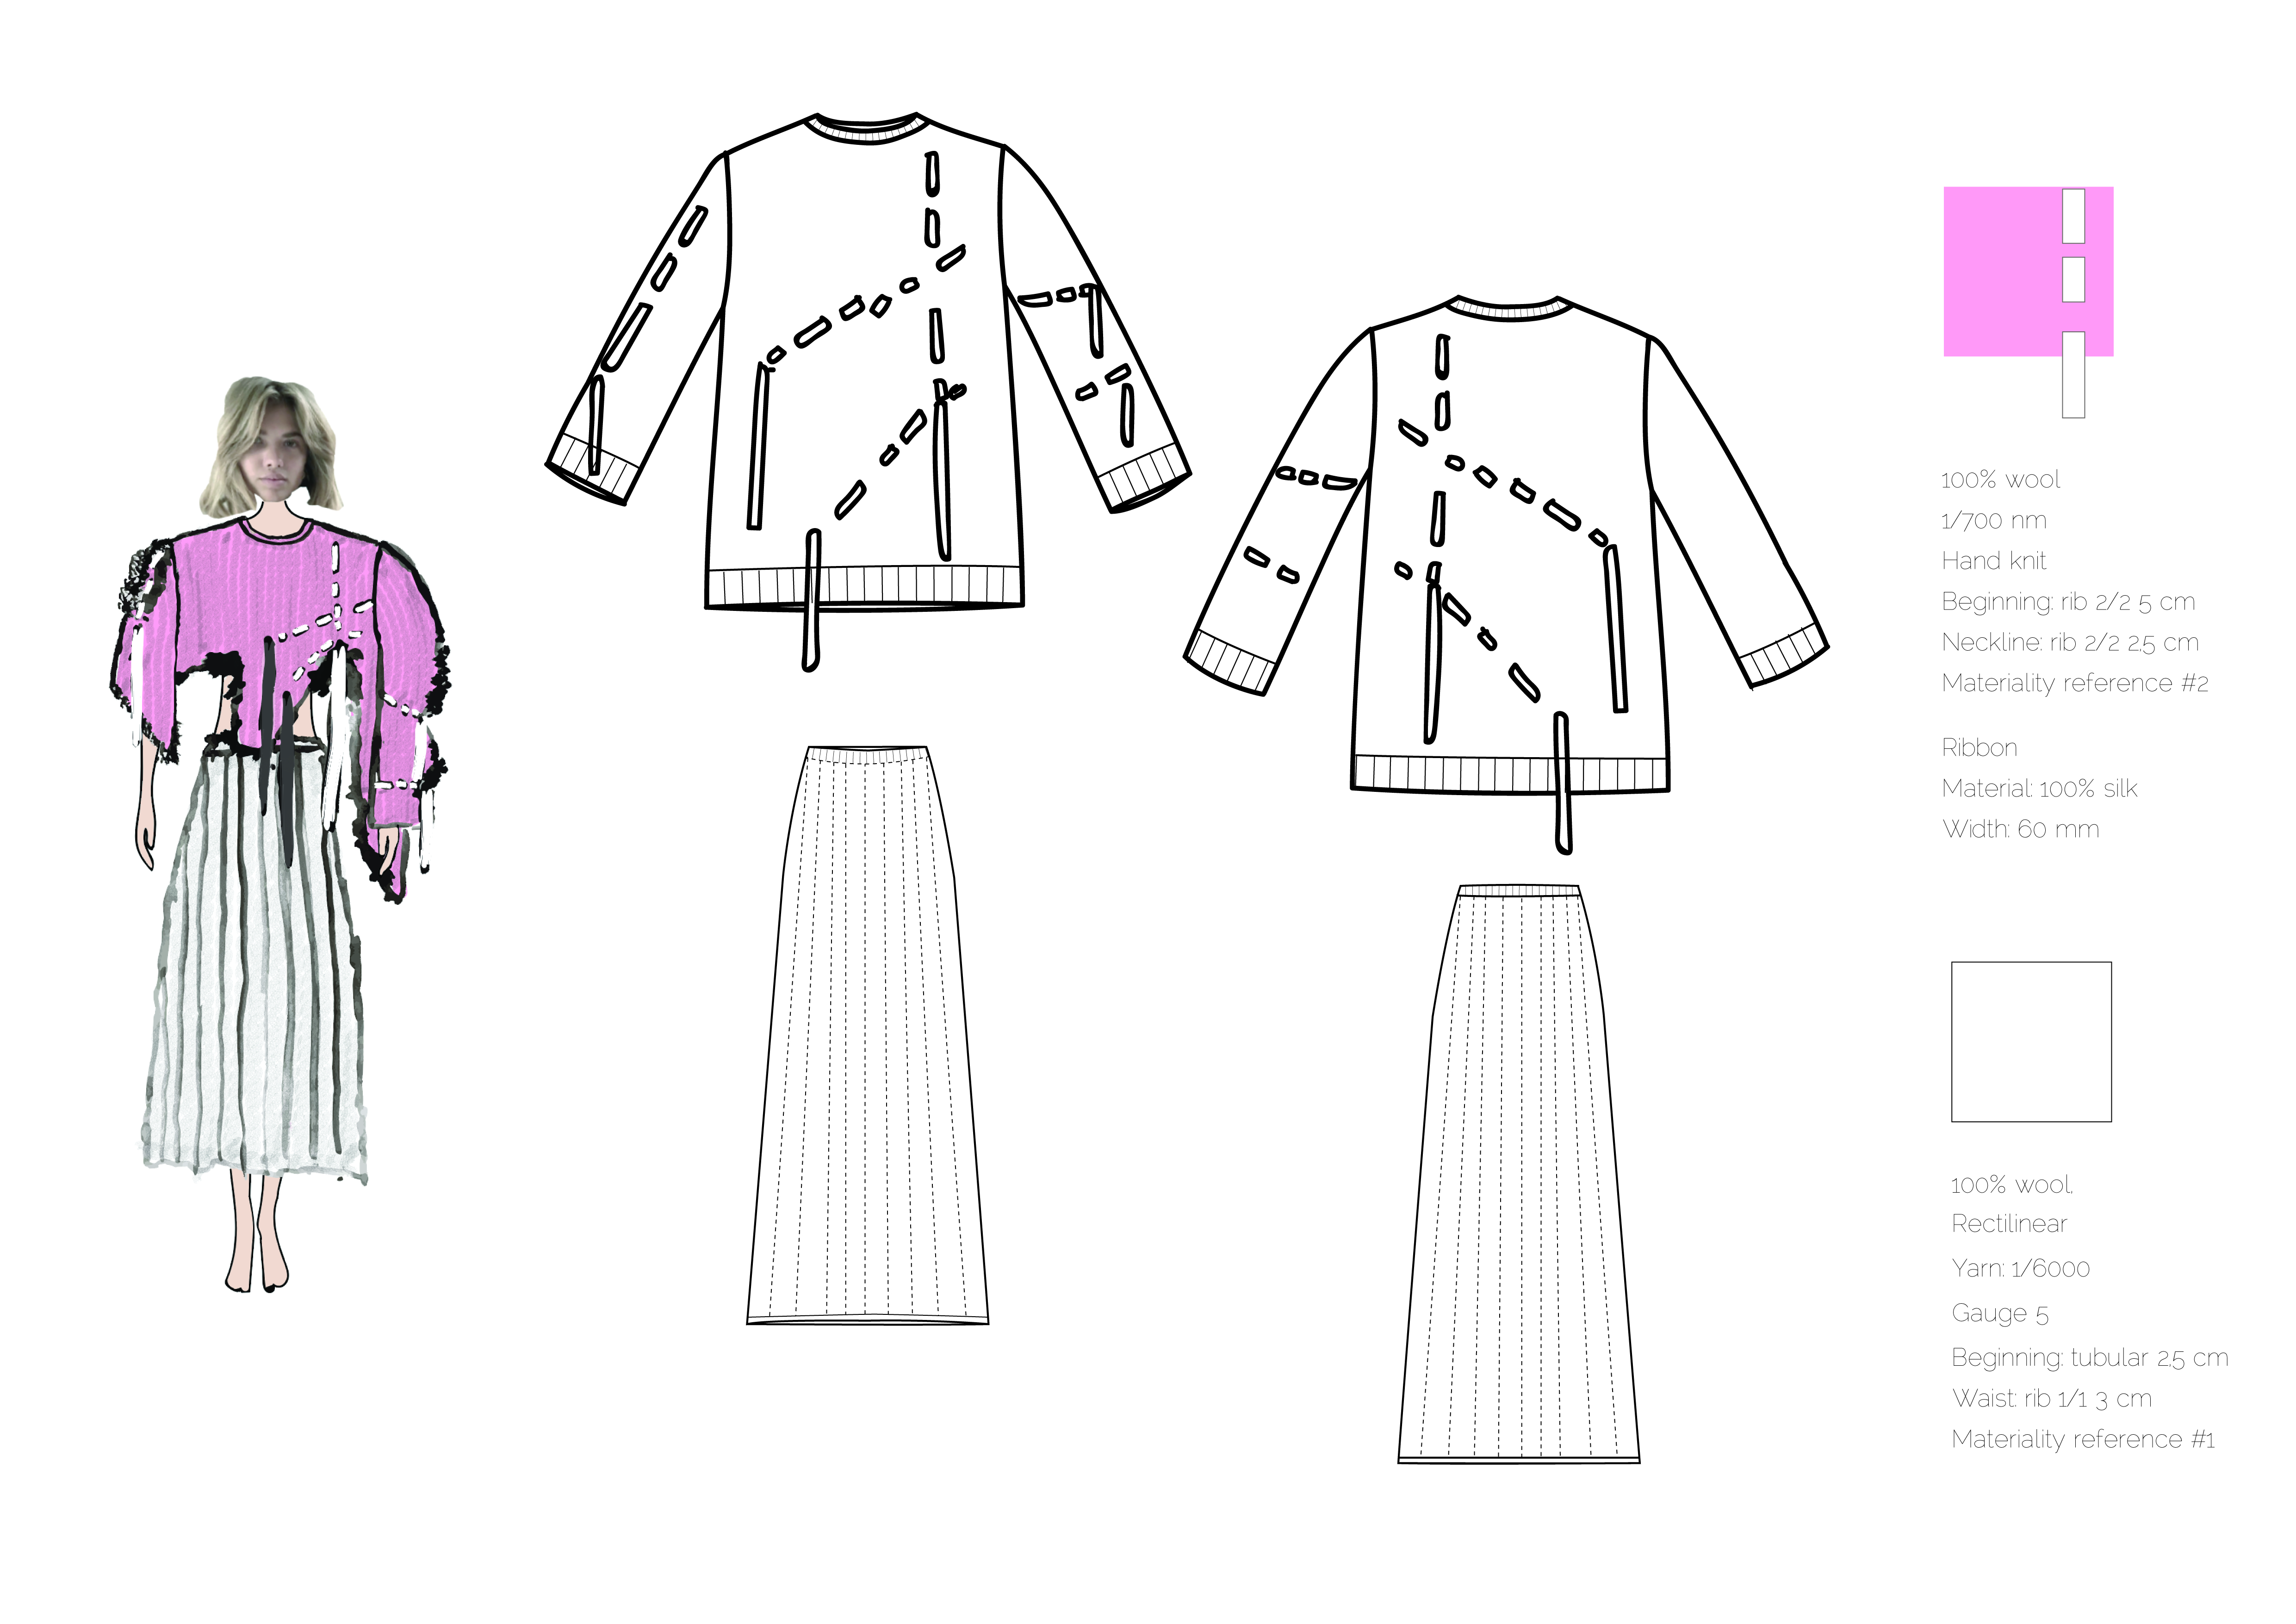 100% wool
1/700 nm
Hand knit
Beginning: rib 2/2 5 cm
Neckline: rib 2/2 2,5 cm
Materiality reference #2
Ribbon
Material: 100% silk
Width: 60 mm
100% wool,
Rectilinear
Yarn: 1/6000
Gauge 5
Beginning: tubular 2,5 cm
Waist: rib 1/1 3 cm
Materiality reference #1